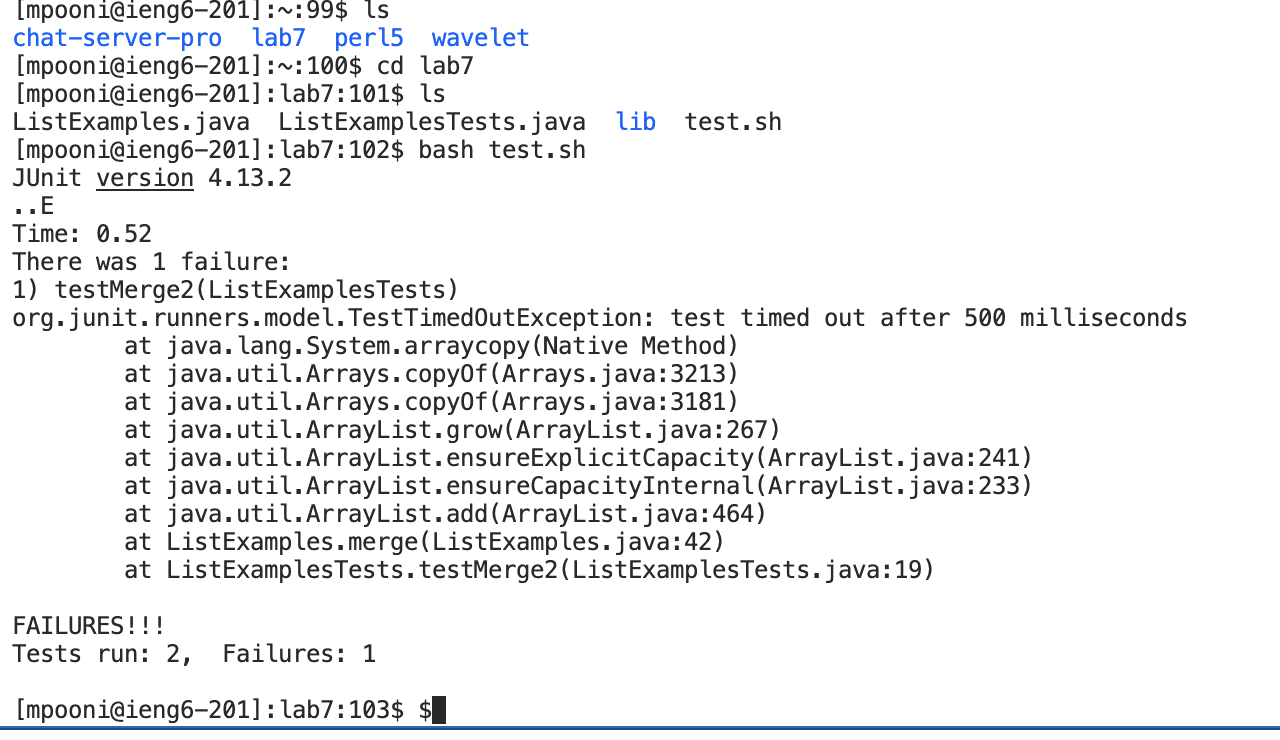 [mpooni@ieng6-201]:~:99$ ls
chat-server-pro  lab7  perl5  wavelet
[mpooni@ieng6-201]:~:100$ cd lab7
[mpooni@ieng6-201]:lab7:101$ ls
ListExamples.java  ListExamplesTests.java  lib  test.sh
[mpooni@ieng6-201]:lab7:102$ bash test.sh
JUnit version 4.13.2
..E
Time: 0.52
There was 1 failure:
1) testMerge2(ListExamplesTests)
org.junit.runners.model.TestTimedOutException: test timed out after 500 milliseconds
        at java.lang.System.arraycopy(Native Method)
        at java.util.Arrays.copyOf(Arrays.java:3213)
        at java.util.Arrays.copyOf(Arrays.java:3181)
        at java.util.ArrayList.grow(ArrayList.java:267)
        at java.util.ArrayList.ensureExplicitCapacity(ArrayList.java:241)
        at java.util.ArrayList.ensureCapacityInternal(ArrayList.java:233)
        at java.util.ArrayList.add(ArrayList.java:464)
        at ListExamples.merge(ListExamples.java:42)
        at ListExamplesTests.testMerge2(ListExamplesTests.java:19)
FAILURES!!!
Tests run: 2,  Failures: 1
[mpooni@ieng6-201]:lab7:103$ $